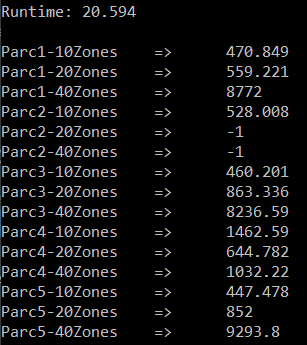 Runtime: 20.594
Parc1-10Zones => 470.849
Parc1-20Zones => 559.221
Parc1-40Zones => 8772
Parc2-10Zones => 528.008
Parc2-20Zones => -1
Parc2-40Zones => -1
Parc3-10Zones => 460.201
Parc3-20Zones => 863.336
Parc3-40Zones => 8236.59
Parc4-10Zones => 1462.59
Parc4-20Zones => 644.782
Parc4-40Zones => 1032.22
Parc5-10Zones => 447.478
Parc5-20Zones => 852
Parc5-40Zones => 9293.8